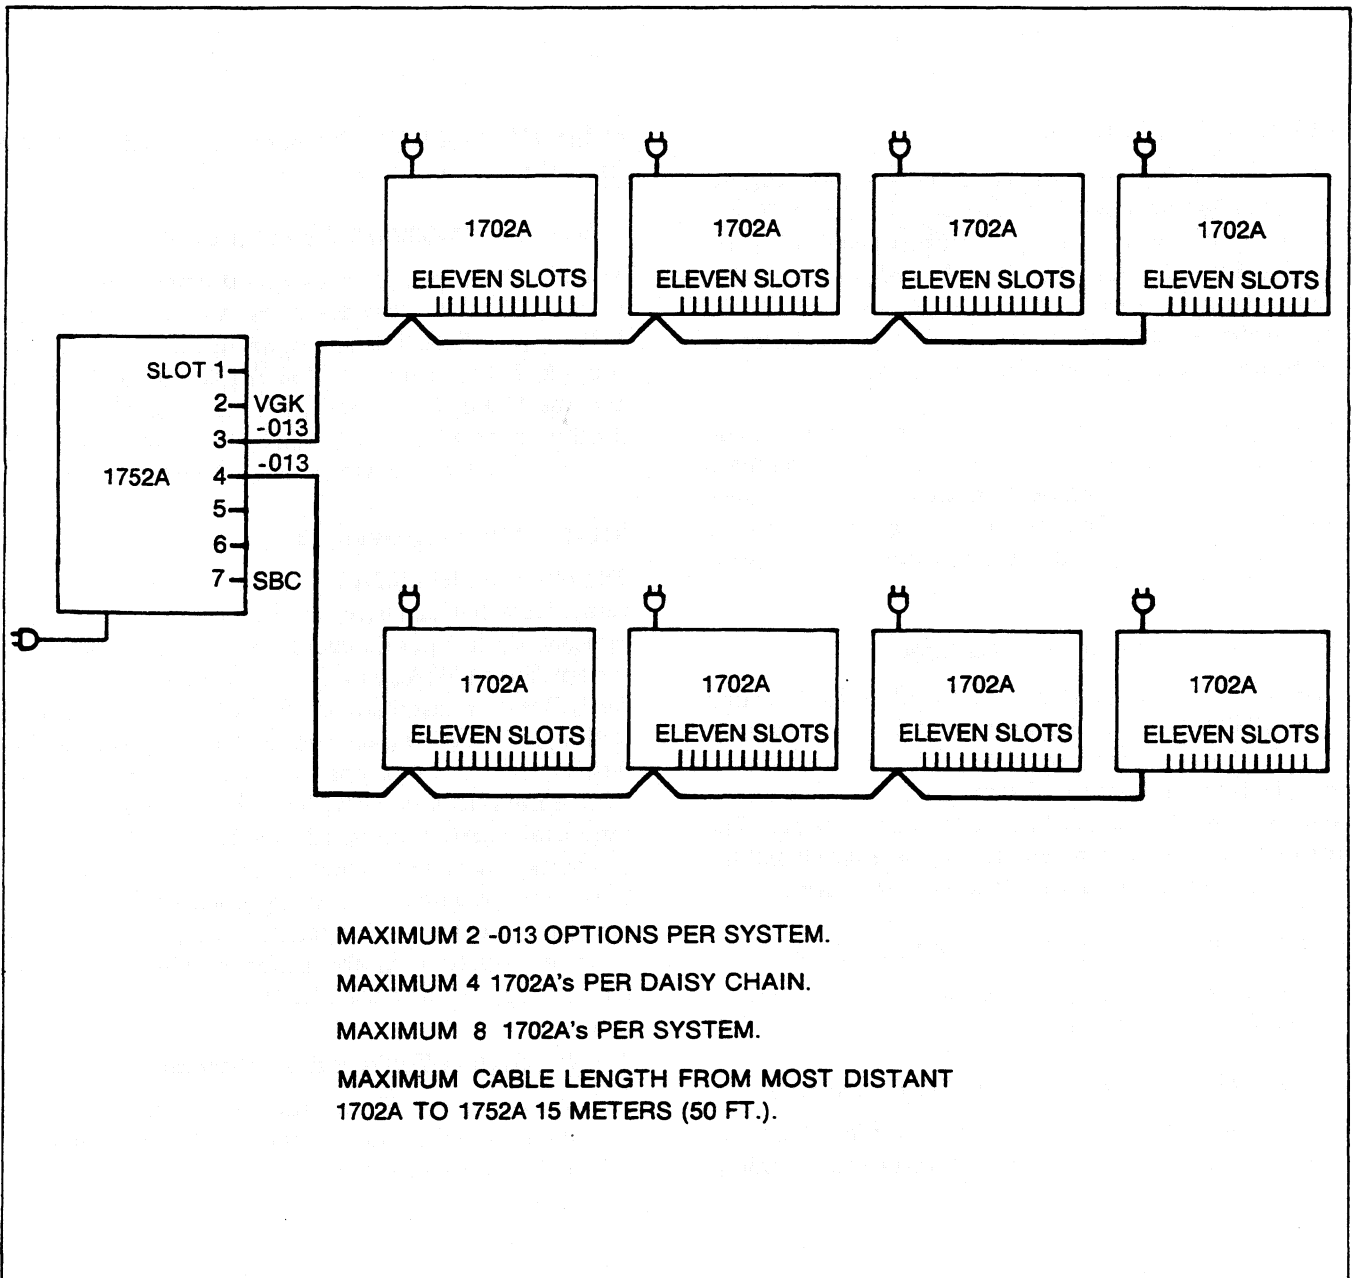 1702A 1702A 1702A 1702A
ELEVEN SLOTS ELEVEN SLOTS ELEVEN SLOTS ELEVEN SLOTS
SLOT 1
2 VGK
-013
3
-013
1752A 4
5
6
7 SBC
1702A 1702A 1702A 1702A
ELEVEN SLOTS ELEVEN SLOTS ELEVEN SLOTS ELEVEN SLOTS
MAXIMUM 2 -013 OPTIONS PER SYSTEM.
MAXIMUM 4 1702A's PER DAISY CHAIN.
MAXIMUM 8 1702A's PER SYSTEM.
MAXIMUM CABLE LENGTH FROM MOST DISTANT
1702A TO 1752A 15 METERS (50 FT.).